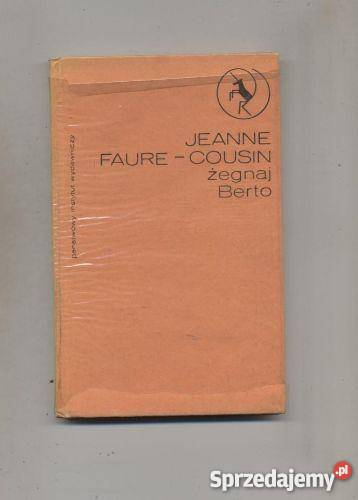 JEANNE
FAURE-COUSIN
żegnaj
Berto
państwowy instytut wydawniczy
Sprzedajemy.pl